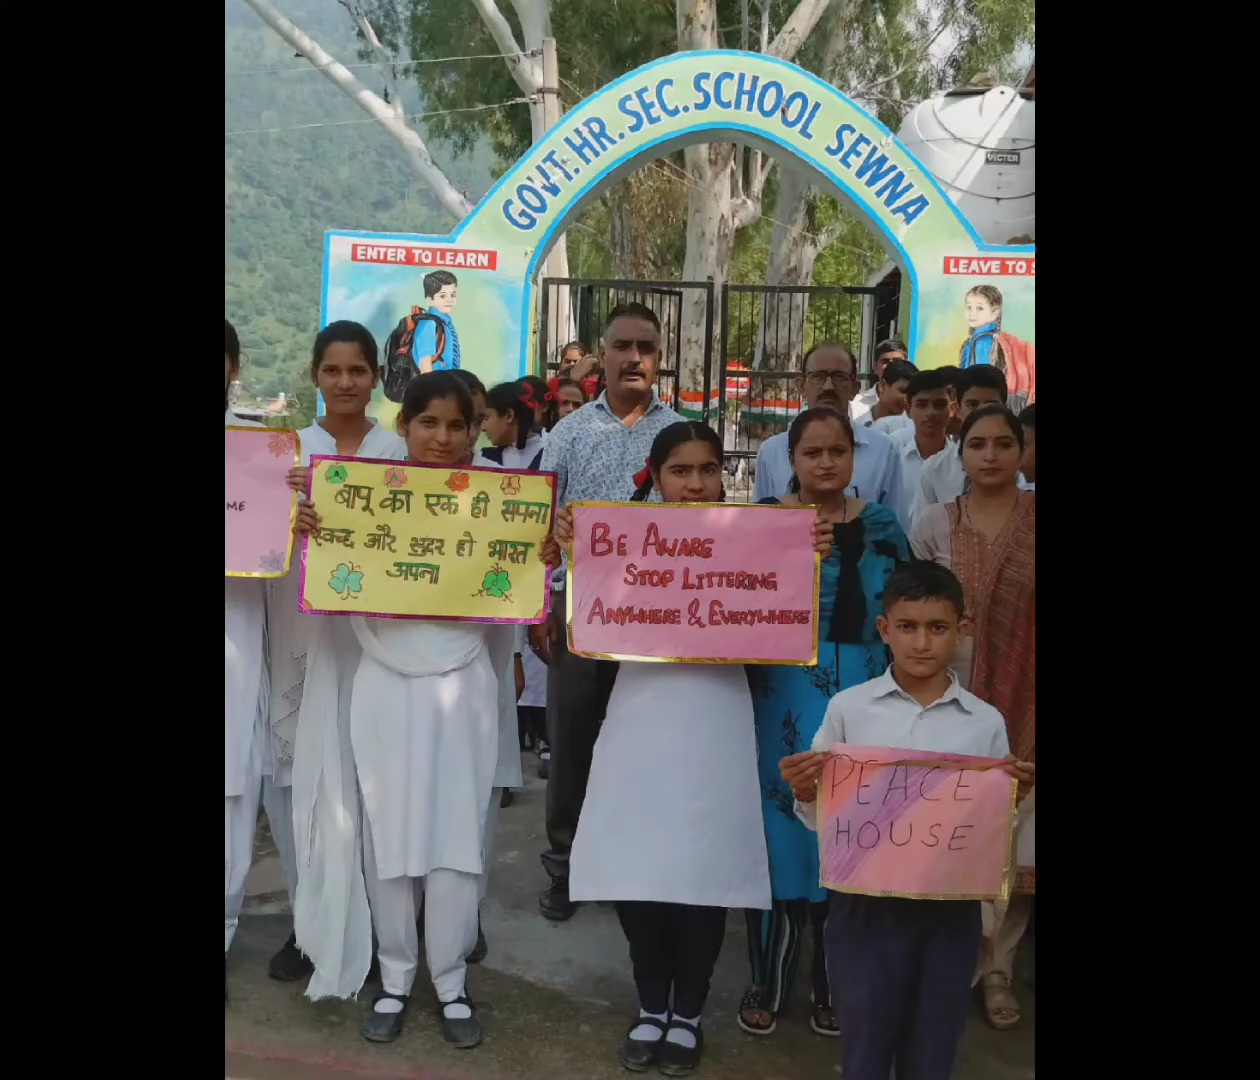 GOVT. HR. SEC. SCHOOL SEWNA
VICTER
ENTER TO LEARN
LEAVE TO
ME
बापू का एक ही सपना
स्वच्छ और सुंदर हो भारत
अपना
BE AWARE
STOP LITTERING
ANYWHERE & EVERYWHERE
PEACE
HOUSE